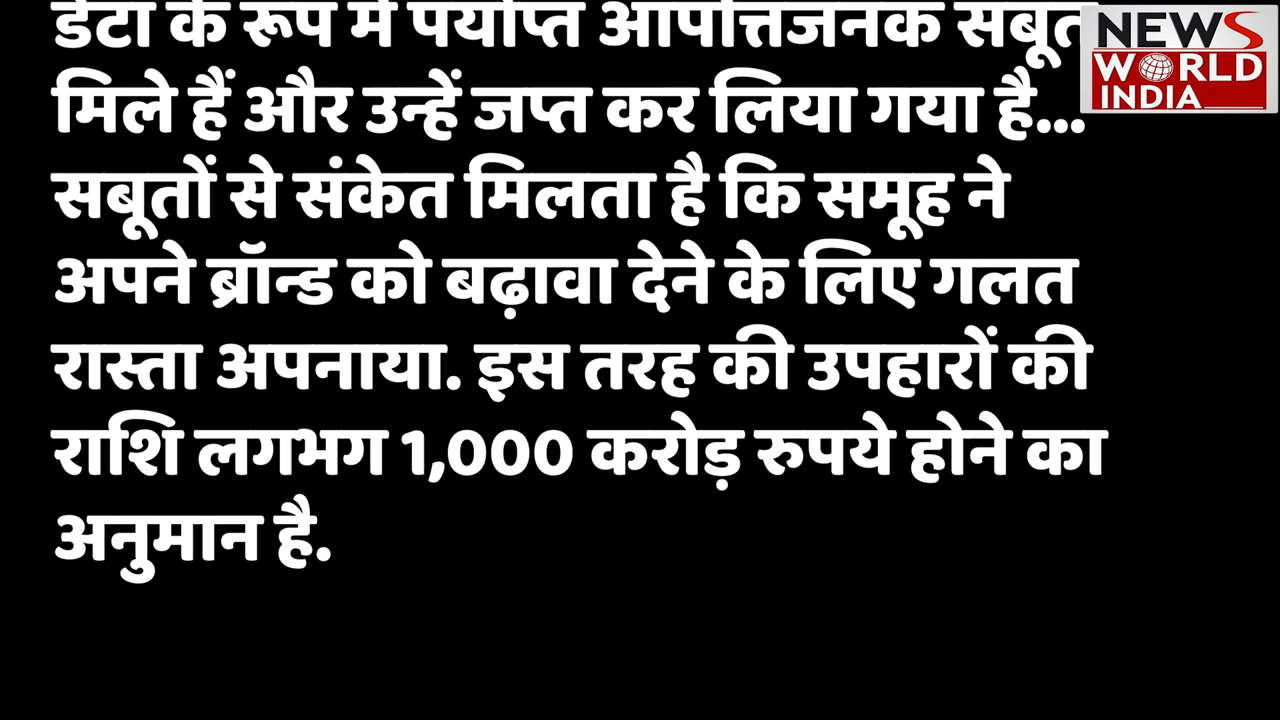 डेटा के रूप में पर्याप्त आपत्तिजनक सबूत
मिले हैं और उन्हें जप्त कर लिया गया है...
सबूतों से संकेत मिलता है कि समूह ने
अपने ब्रॉन्ड को बढ़ावा देने के लिए गलत
रास्ता अपनाया. इस तरह की उपहारों की
राशि लगभग 1,000 करोड़ रुपये होने का
अनुमान है.
NEWS
WORLD
INDIA